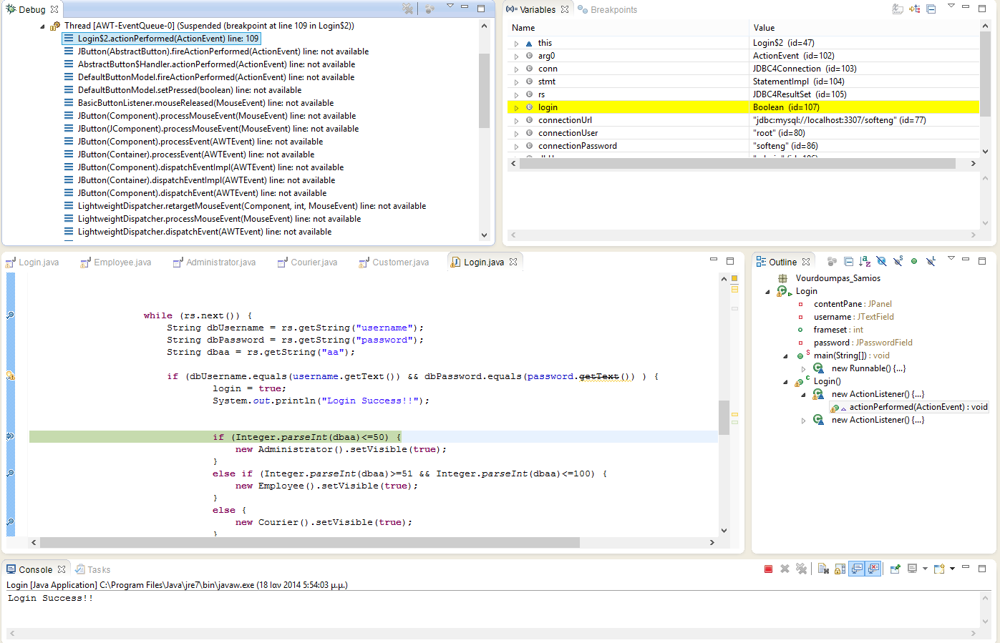 Debug
Thread [AWT-EventQueue-0] (Suspended (breakpoint at line 109 in Login$2))
Login$2.actionPerformed(ActionEvent) line: 109
JButton(AbstractButton).fireActionPerformed(ActionEvent) line: not available
AbstractButton$Handler.actionPerformed(ActionEvent) line: not available
DefaultButtonModel.fireActionPerformed(ActionEvent) line: not available
DefaultButtonModel.setPressed(boolean) line: not available
BasicButtonListener.mouseReleased(MouseEvent) line: not available
JButton(Component).processMouseEvent(MouseEvent) line: not available
JButton(JComponent).processMouseEvent(MouseEvent) line: not available
JButton(Component).processEvent(AWTEvent) line: not available
JButton(Container).processEvent(AWTEvent) line: not available
JButton(Component).dispatchEventImpl(AWTEvent) line: not available
JButton(Container).dispatchEventImpl(AWTEvent) line: not available
JButton(Component).dispatchEvent(AWTEvent) line: not available
LightweightDispatcher.retargetMouseEvent(Component, int, MouseEvent) line: not available
LightweightDispatcher.processMouseEvent(MouseEvent) line: not available
LightweightDispatcher.dispatchEvent(AWTEvent) line: not available
(x)= Variables Breakpoints
Name Value
this Login$2 (id=47)
arg0 ActionEvent (id=102)
conn JDBC4Connection (id=103)
stmt StatementImpl (id=104)
rs JDBC4ResultSet (id=105)
login Boolean (id=107)
connectionUrl "jdbc:mysql://localhost:3307/softeng" (id=77)
connectionUser "root" (id=80)
connectionPassword "softeng" (id=86)
Login.java Employee.java Administrator.java Courier.java Customer.java Login.java
while (rs.next()) {
String dbUsername = rs.getString("username");
String dbPassword = rs.getString("password");
String dbaa = rs.getString("aa");
if (dbUsername.equals(username.getText()) && dbPassword.equals(password.getText()) ) {
login = true;
System.out.println("Login Success!!");
if (Integer.parseInt(dbaa)<=50) {
new Administrator().setVisible(true);
}
else if (Integer.parseInt(dbaa)>=51 && Integer.parseInt(dbaa)<=100) {
new Employee().setVisible(true);
}
else {
new Courier().setVisible(true);
}
Outline
Vourdoumpas_Samios
Login
contentPane : JPanel
username : JTextField
frameset : int
password : JPasswordField
main(String[]) : void
new Runnable() {...}
Login()
new ActionListener() {...}
actionPerformed(ActionEvent) : void
new ActionListener() {...}
Console Tasks
Login [Java Application] C:\Program Files\Java\jre7\bin\javaw.exe (18 Ιαν 2014 5:54:03 μ.μ.)
Login Success!!